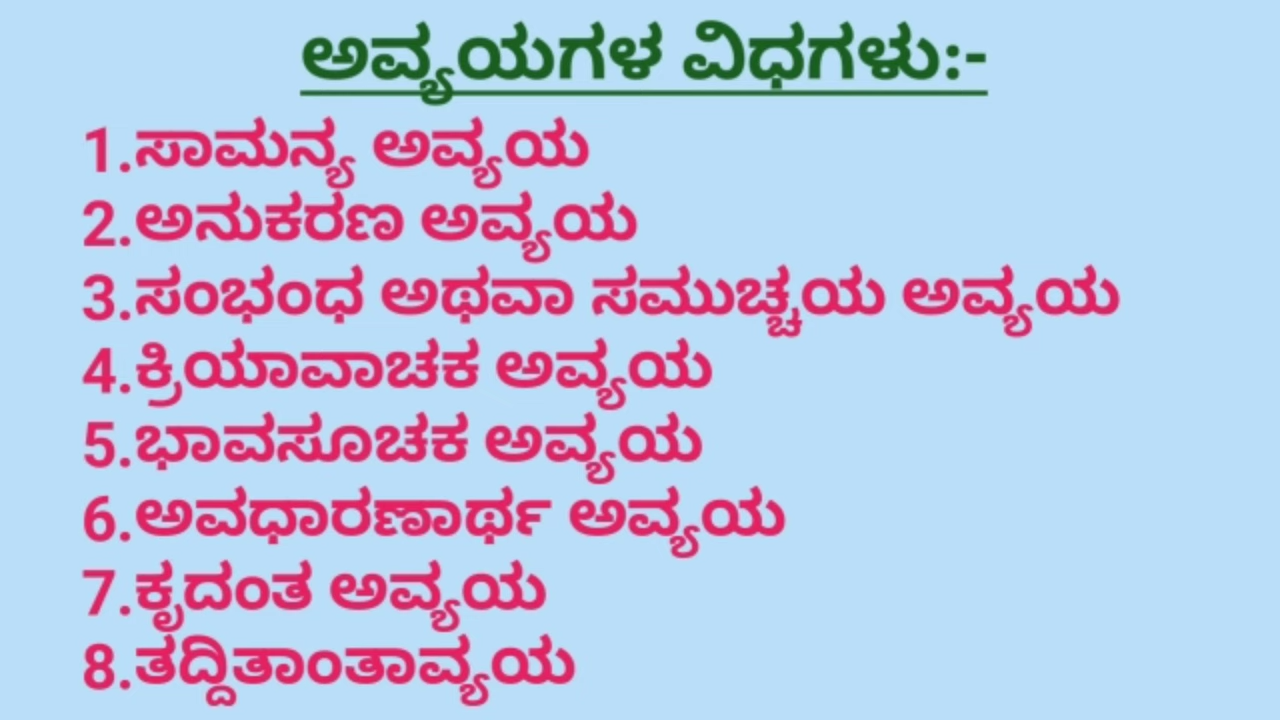 ಅವ್ಯಯಗಳ ವಿಧಗಳು:-
1.ಸಾಮನ್ಯ ಅವ್ಯಯ
2.ಅನುಕರಣ ಅವ್ಯಯ
3.ಸಂಭಂಧ ಅಥವಾ ಸಮುಚ್ಚಯ ಅವ್ಯಯ
4.ಕ್ರಿಯಾವಾಚಕ ಅವ್ಯಯ
5.ಭಾವಸೂಚಕ ಅವ್ಯಯ
6.ಅವಧಾರಣಾರ್ಥ ಅವ್ಯಯ
7.ಕೃದಂತ ಅವ್ಯಯ
8.ತದ್ದಿತಾಂತಾವ್ಯಯ